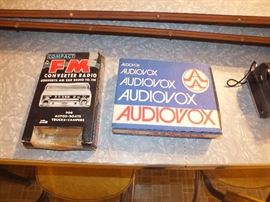 COMPACT
FM
CONVERTER RADIO
CONVERTS AM CAR RADIO TO FM
FOR
AUTOS-BOATS
TRUCKS-CAMPERS
AUDIOVOX
AUDIOVOX
AUDIOVOX
AUDIOVOX
AUDIOVOX